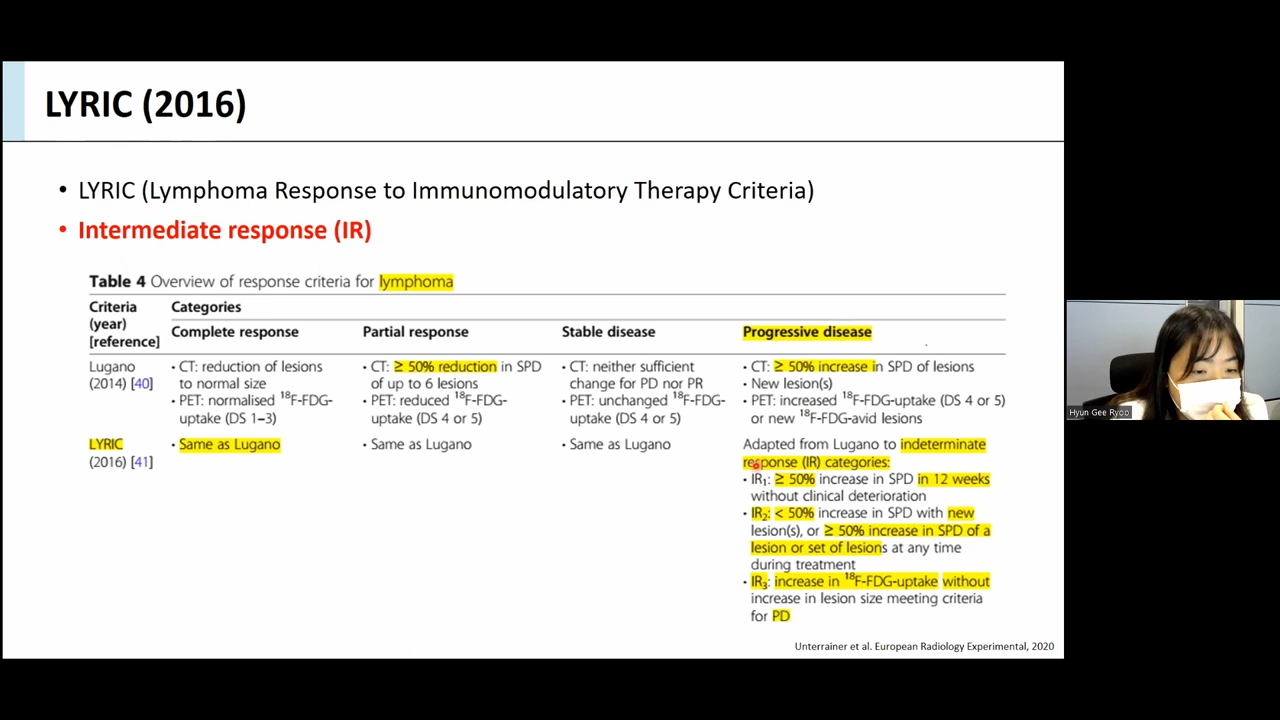 LYRIC (2016)
• LYRIC (Lymphoma Response to Immunomodulatory Therapy Criteria)
• Intermediate response (IR)
Table 4 Overview of response criteria for lymphoma
Criteria
(year)
[reference]
Categories
Complete response
Partial response
Stable disease
Progressive disease
Lugano
(2014) [40]
• CT: reduction of lesions
to normal size
• PET: normalised 18F-FDG-
uptake (DS 1–3)
• CT: ≥ 50% reduction in SPD
of up to 6 lesions
• PET: reduced 18F-FDG-
uptake (DS 4 or 5)
• CT: neither sufficient
change for PD nor PR
• PET: unchanged 18F-FDG-
uptake (DS 4 or 5)
• CT: ≥ 50% increase in SPD of lesions
• New lesion(s)
• PET: increased 18F-FDG-uptake (DS 4 or 5)
or new 18F-FDG-avid lesions
LYRIC
(2016) [41]
• Same as Lugano
• Same as Lugano
• Same as Lugano
Adapted from Lugano to indeterminate
response (IR) categories:
• IR1: ≥ 50% increase in SPD in 12 weeks
without clinical deterioration
• IR2: < 50% increase in SPD with new
lesion(s), or ≥ 50% increase in SPD of a
lesion or set of lesions at any time
during treatment
• IR3: increase in 18F-FDG-uptake without
increase in lesion size meeting criteria
for PD
Unterrainer et al. European Radiology Experimental, 2020
Hyun Gee Ryoo